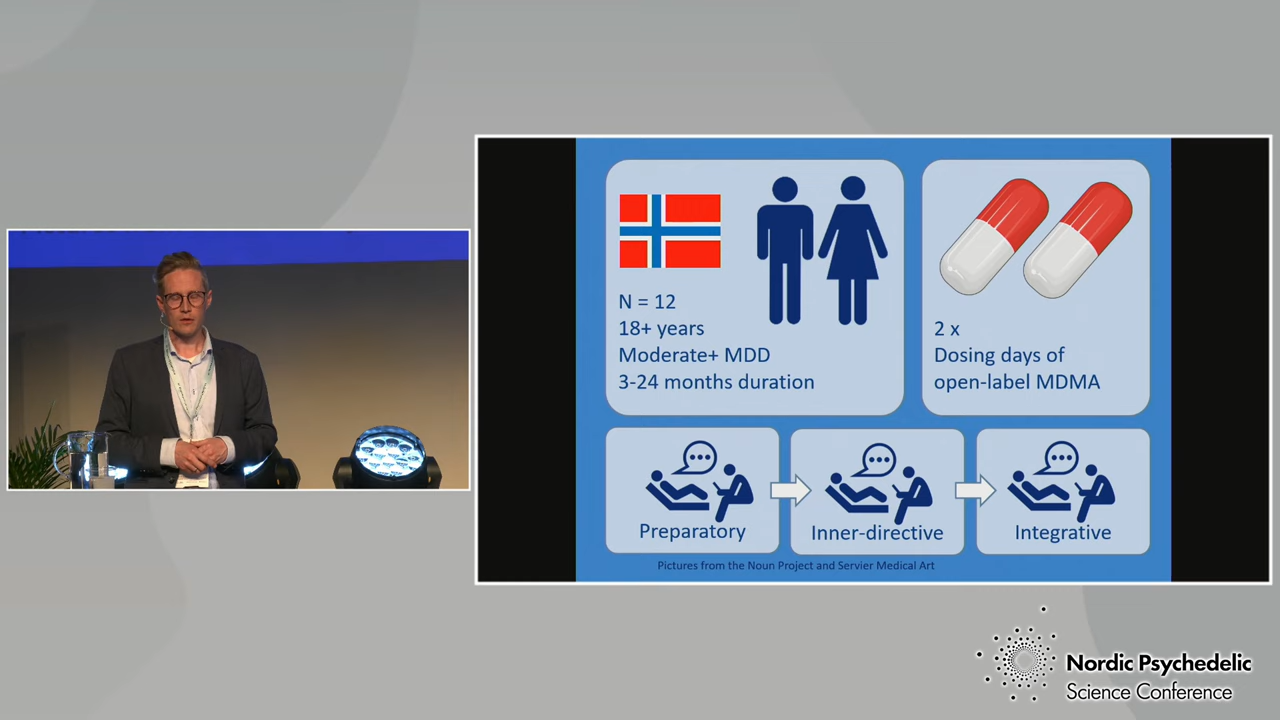 N = 12
18+ years
Moderate+ MDD
3-24 months duration
2 x
Dosing days of
open-label MDMA
Preparatory
Inner-directive
Integrative
Pictures from the Noun Project and Servier Medical Art
Nordic Psychedelic
Science Conference